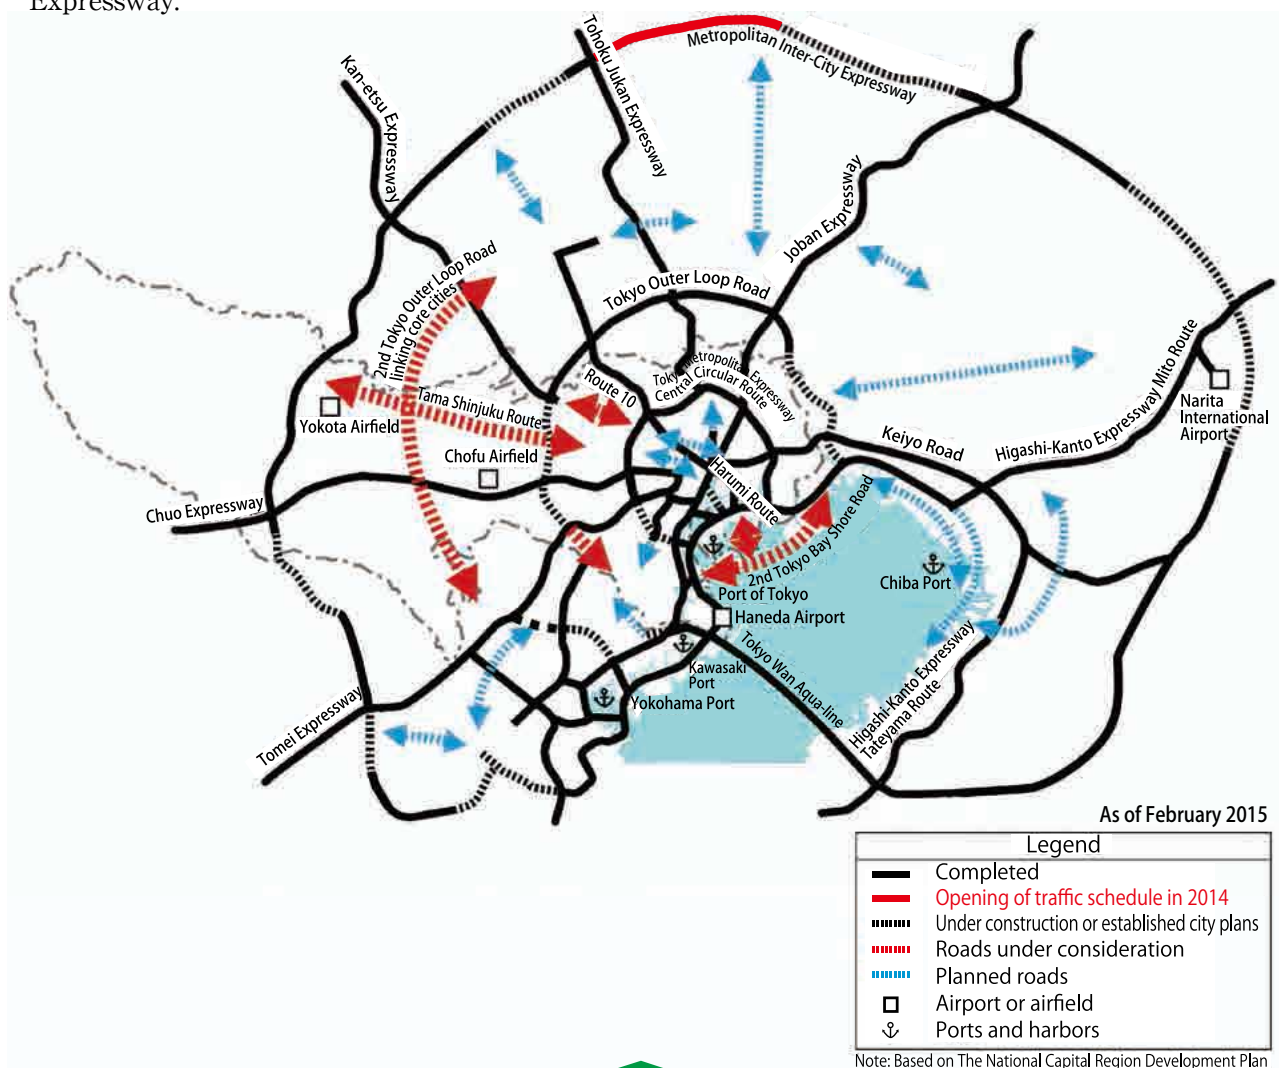 Expressway.
Tohoku Jukan Expressway
Metropolitan Inter-City Expressway
Kan-etsu Expressway
Joban Expressway
2nd Tokyo Outer Loop Road
linking core cities
Tokyo Outer Loop Road
Tokyo Metropolitan Expressway
Central Circular Route
Route 10
Tama Shinjuku Route
Yokota Airfield
Chofu Airfield
Keiyo Road
Higashi-Kanto Expressway Mito Route
Narita
International
Airport
Harumi Route
Chuo Expressway
2nd Tokyo Bay Shore Road
Chiba Port
Port of Tokyo
Haneda Airport
Kawasaki
Port
Tokyo Wan Aqua-line
Yokohama Port
Higashi-Kanto Expressway
Tateyama Route
Tomei Expressway
As of February 2015
Legend
Completed
Opening of traffic schedule in 2014
Under construction or established city plans
Roads under consideration
Planned roads
Airport or airfield
Ports and harbors
Note: Based on The National Capital Region Development Plan